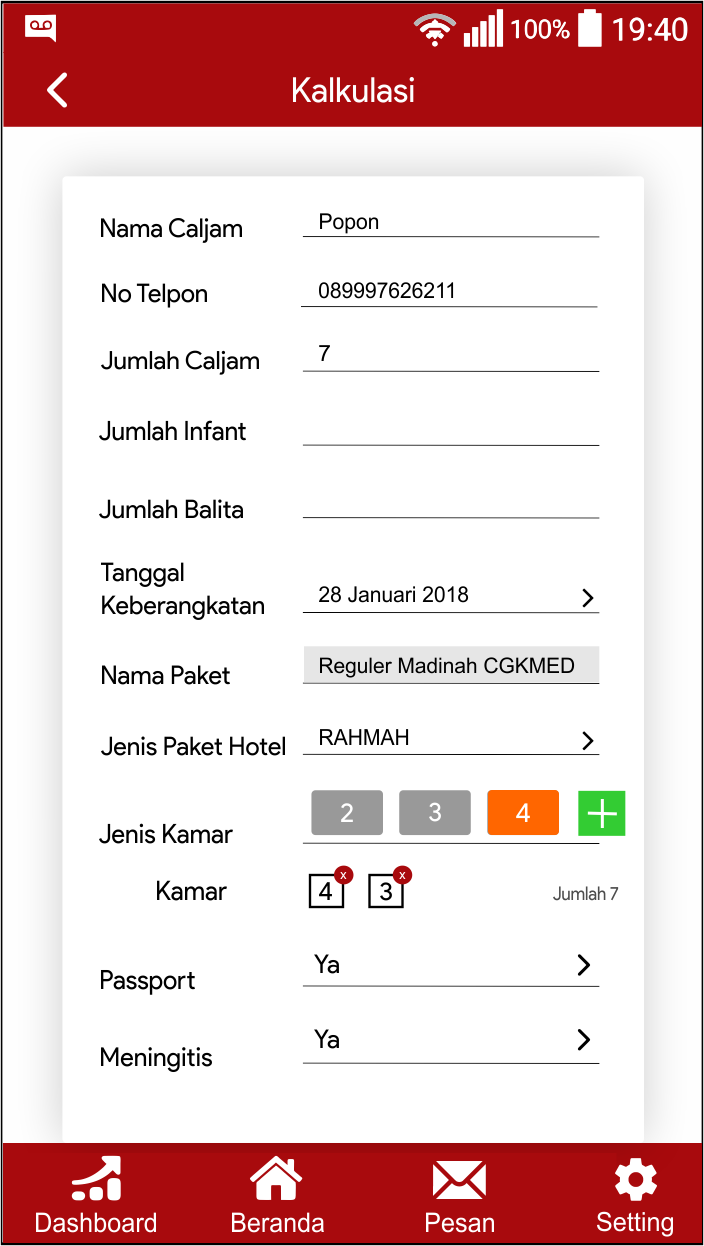 100% 19:40
Kalkulasi
Nama Caljam Popon
No Telpon 089997626211
Jumlah Caljam 7
Jumlah Infant
Jumlah Balita
Tanggal
Keberangkatan 28 Januari 2018
Nama Paket Reguler Madinah CGKMED
Jenis Paket Hotel RAHMAH
Jenis Kamar 2 3 4 +
Kamar 4 x 3 x Jumlah 7
Passport Ya
Meningitis Ya
Dashboard Beranda Pesan Setting